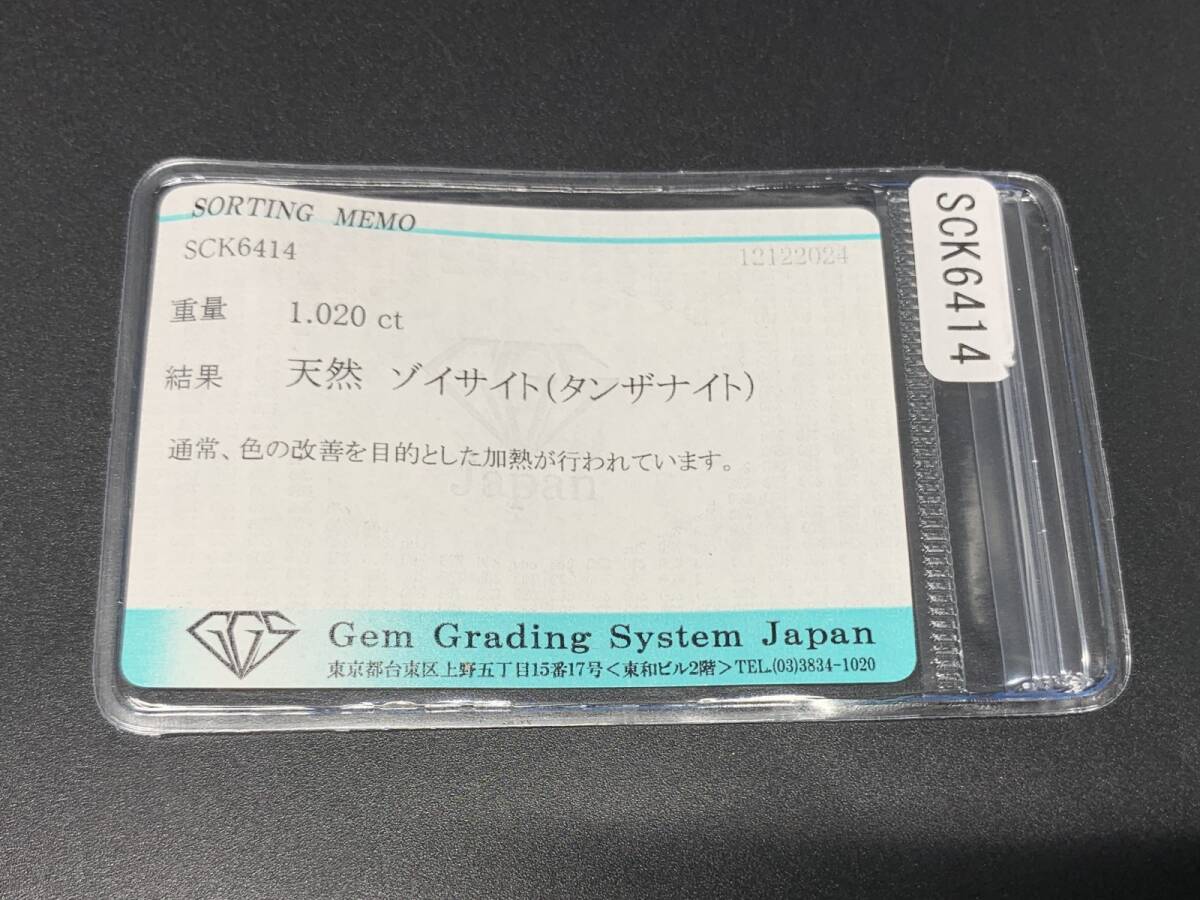 SORTING MEMO
SCK6414
12122024
重量 1.020 ct
結果 天然 ゾイサイト(タンザナイト)
通常、色の改善を目的とした加熱が行われています。
Japan
GGS
Gem Grading System Japan
東京都台東区上野五丁目15番17号<東和ビル2階>TEL.(03)3834-1020
SCK6414